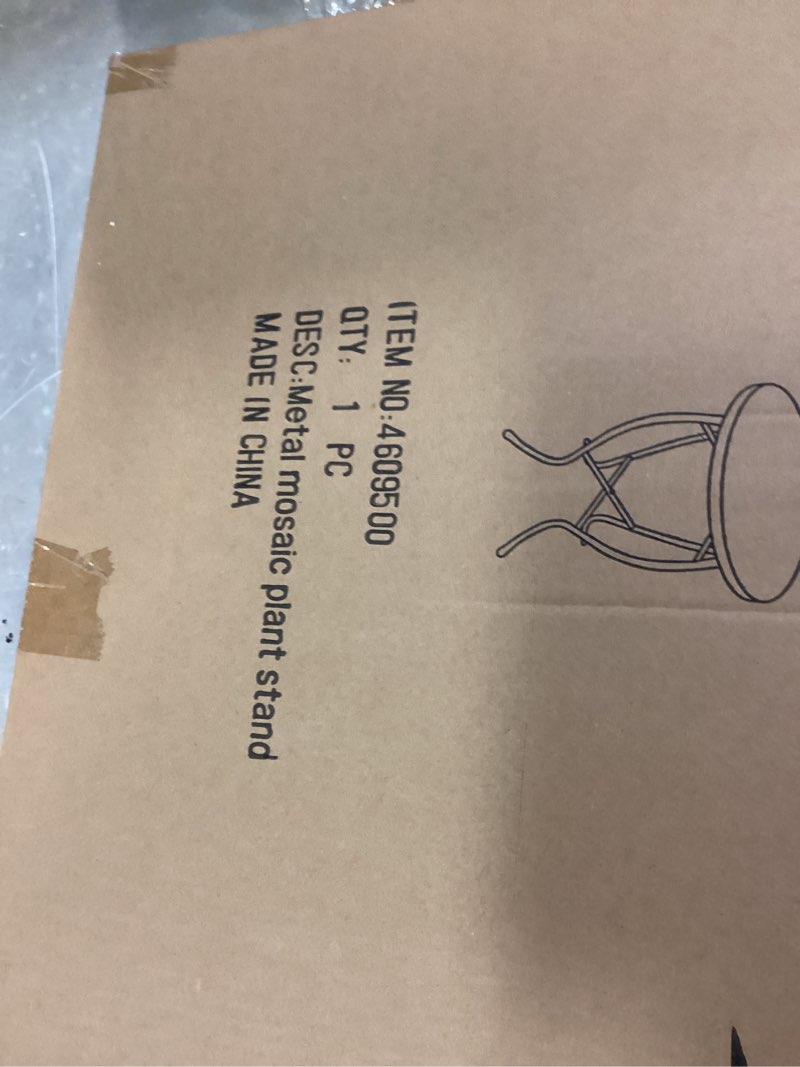 ITEM NO:4609500
QTY: 1 PC
DESC:Metal mosaic plant stand
MADE IN CHINA